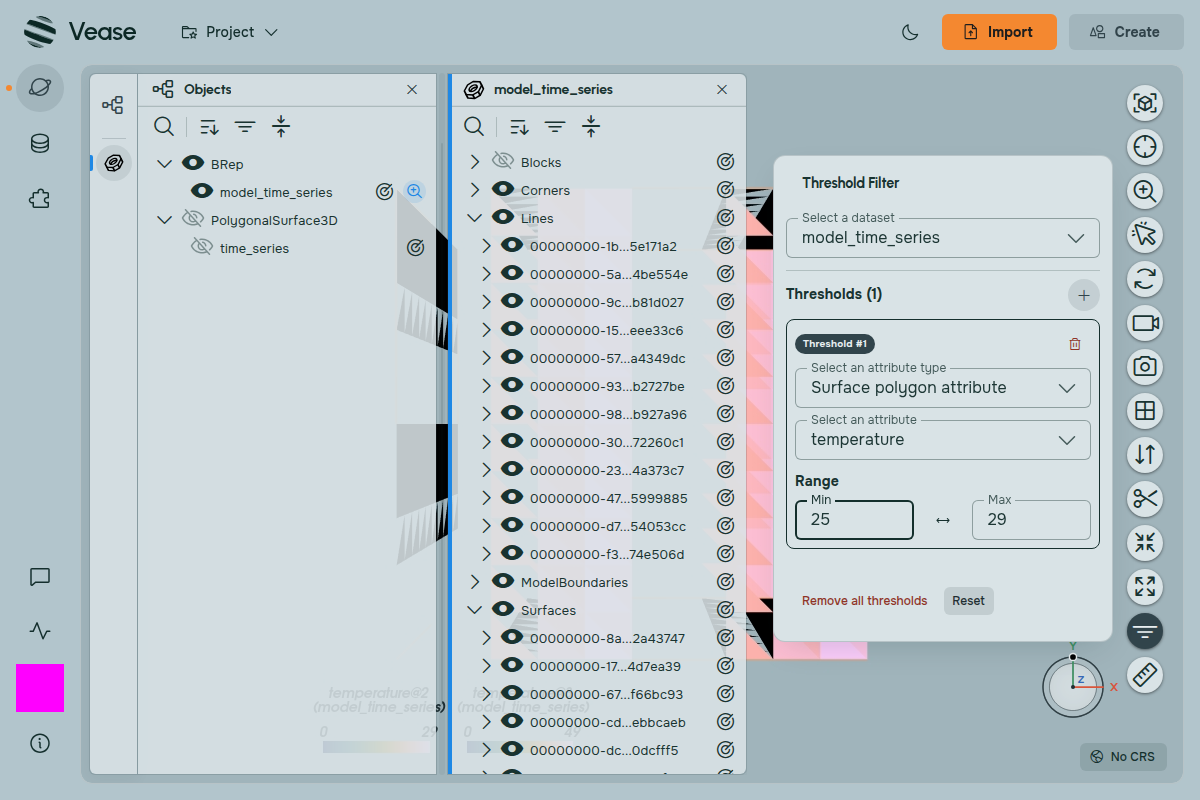 Vease
Project
Import
Create
Objects
BRep
model_time_series
PolygonalSurface3D
time_series
model_time_series
Blocks
Corners
Lines
00000000-1b...5e171a2
00000000-5a...4be554e
00000000-9c...b81d027
00000000-15...eee33c6
00000000-57...a4349dc
00000000-93...b2727be
00000000-98...b927a96
00000000-30...72260c1
00000000-23...4a373c7
00000000-47...5999885
00000000-d7...54053cc
00000000-f3...74e506d
ModelBoundaries
Surfaces
00000000-8a...2a43747
00000000-17...4d7ea39
00000000-67...f66bc93
00000000-cd...ebbcaeb
00000000-dc...0dcfff5
temperature@2
(model_time_series)
0 29
(model_time_series)
0 49
Threshold Filter
Select a dataset
model_time_series
Thresholds (1)
Threshold #1
Select an attribute type
Surface polygon attribute
Select an attribute
temperature
Range
Min
25
Max
29
Remove all thresholds
Reset
Y
Z
X
No CRS